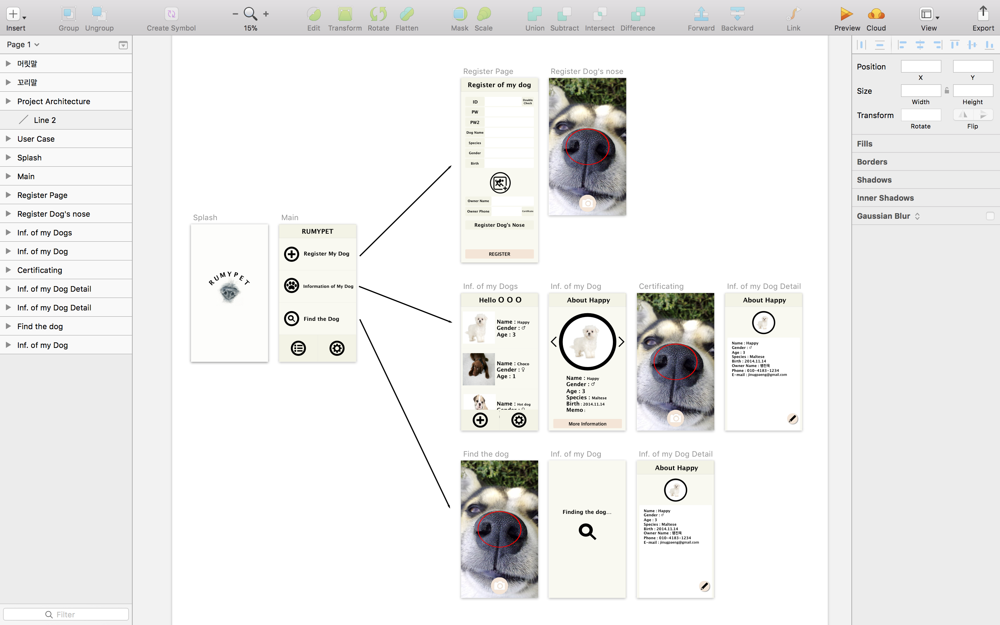 Insert
Group
Ungroup
Create Symbol
15%
Edit
Transform
Rotate
Flatten
Mask
Scale
Union
Subtract
Intersect
Difference
Forward
Backward
Link
Preview
Cloud
View
Export
Page 1
머릿말
꼬리말
Project Architecture
Line 2
User Case
Splash
Main
Register Page
Register Dog's nose
Inf. of my Dogs
Inf. of my Dog
Certificating
Inf. of my Dog Detail
Inf. of my Dog Detail
Find the dog
Inf. of my Dog
Filter
Splash
RUMYPET
Main
RUMYPET
Register My Dog
Information of My Dog
Find the Dog
Register Page
Register of my dog
ID
Double
Check
PW
PW2
Dog Name
Species
Gender
Birth
Owner Name
Owner Phone
Certificate
Register Dog's Nose
REGISTER
Register Dog's nose
Inf. of my Dogs
Hello O O O
Name : Happy
Gender : ♂
Age : 3
Name : Choco
Gender : ♀
Age : 1
Name : Hot dog
Gender : ♀
Inf. of my Dog
About Happy
Name : Happy
Gender : ♂
Age : 3
Species : Maltese
Birth : 2014.11.14
Memo :
More Information
Certificating
Inf. of my Dog Detail
About Happy
Name : Happy
Gender : ♂
Age : 3
Species : Maltese
Birth : 2014.11.14
Owner Name : 팽진욱
Phone : 010-4183-1234
E-mail : jinugpaeng@gmail.com
Find the dog
Inf. of my Dog
Finding the dog...
Inf. of my Dog Detail
About Happy
Name : Happy
Gender : ♂
Age : 3
Species : Maltese
Birth : 2014.11.14
Owner Name : 팽진욱
Phone : 010-4183-1234
E-mail : jinugpaeng@gmail.com
Position
X
Y
Size
Width
Height
Transform
Rotate
Flip
Fills
Borders
Shadows
Inner Shadows
Gaussian Blur